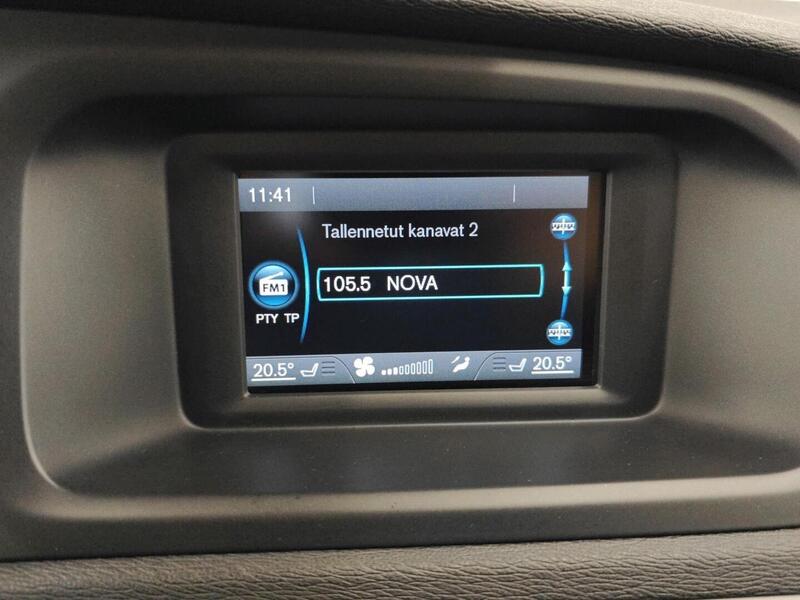 11:41
Tallennetut kanavat 2
FM1
105.5 NOVA
PTY TP
20.5° 20.5°